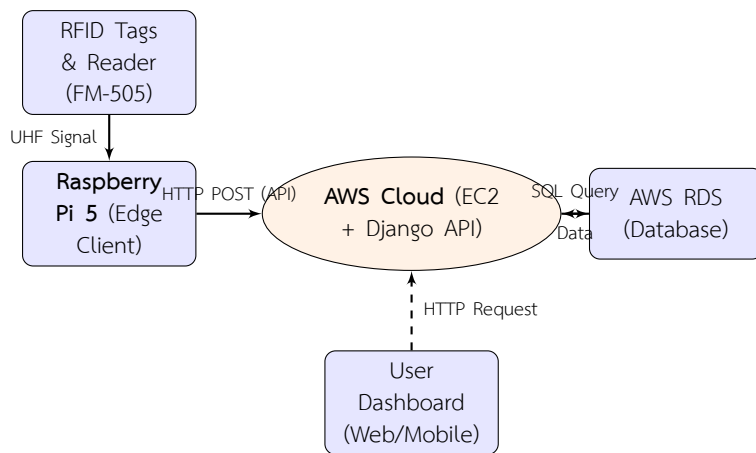 RFID Tags
& Reader
(FM-505)
UHF Signal
Raspberry
Pi 5 (Edge
Client)
HTTP POST (API)
AWS Cloud (EC2
+ Django API)
SQL Query
Data
AWS RDS
(Database)
HTTP Request
User
Dashboard
(Web/Mobile)